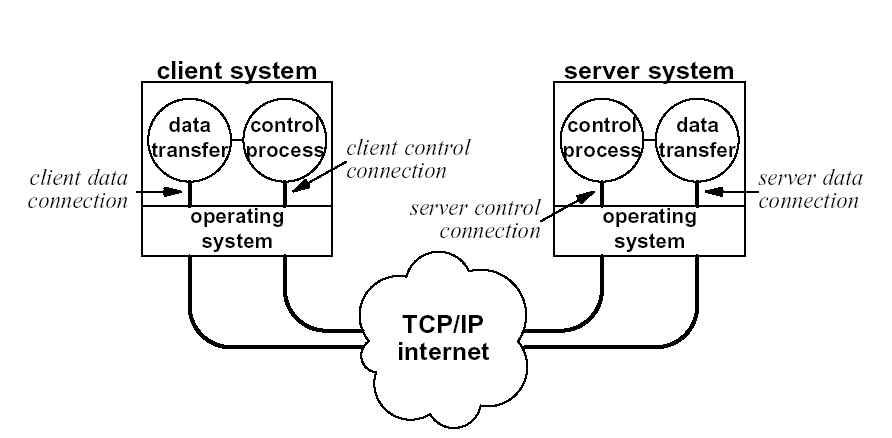 client system
server system
data
transfer
control
process
control
process
data
transfer
client control
connection
client data
connection
server control
connection
server data
connection
operating
system
operating
system
TCP/IP
internet